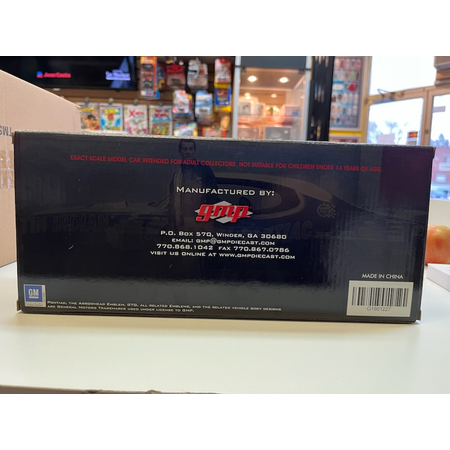 EXACT SCALE MODEL CAR INTENDED FOR ADULT COLLECTORS. NOT SUITABLE FOR CHILDREN UNDER 14 YEARS OF AGE.
MANUFACTURED BY:
gmp
P.O. BOX 570, WINDER, GA 30680
EMAIL: GMP@GMPDIECAST.COM
770.868.1042 FAX 770.867.0786
VISIT US ONLINE AT WWW.GMPDIECAST.COM
MADE IN CHINA
G1801221
GM
PONTIAC, THE ARROWHEAD EMBLEM, GTO, ALL RELATED EMBLEMS, AND THE RELATED VEHICLE BODY DESIGNS
ARE GENERAL MOTORS TRADEMARKS USED UNDER LICENSE TO GMP.